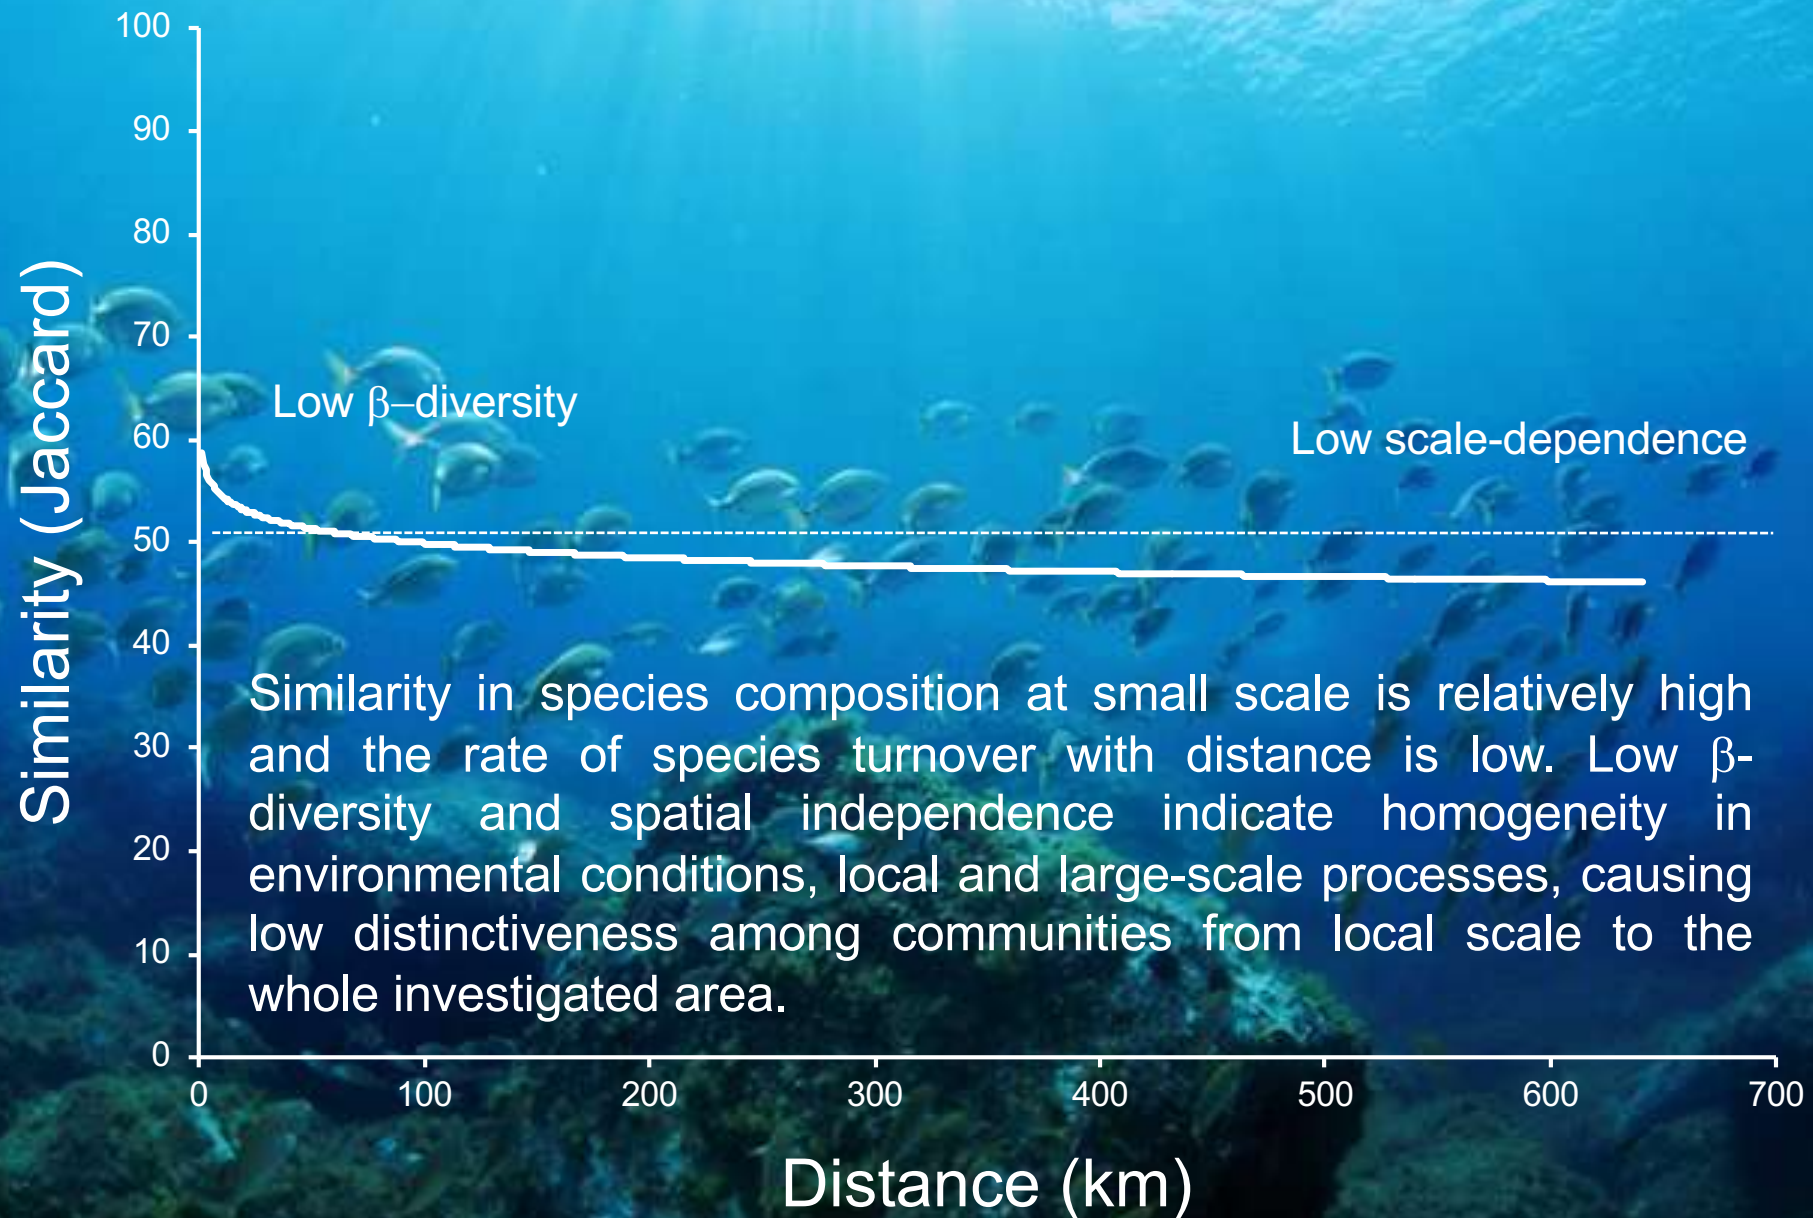 100
90
80
70
60
50
40
30
20
10
0
Similarity (Jaccard)
Low β–diversity
Low scale-dependence
Similarity in species composition at small scale is relatively high
and the rate of species turnover with distance is low. Low β-
diversity and spatial independence indicate homogeneity in
environmental conditions, local and large-scale processes, causing
low distinctiveness among communities from local scale to the
whole investigated area.
0 100 200 300 400 500 600 700
Distance (km)